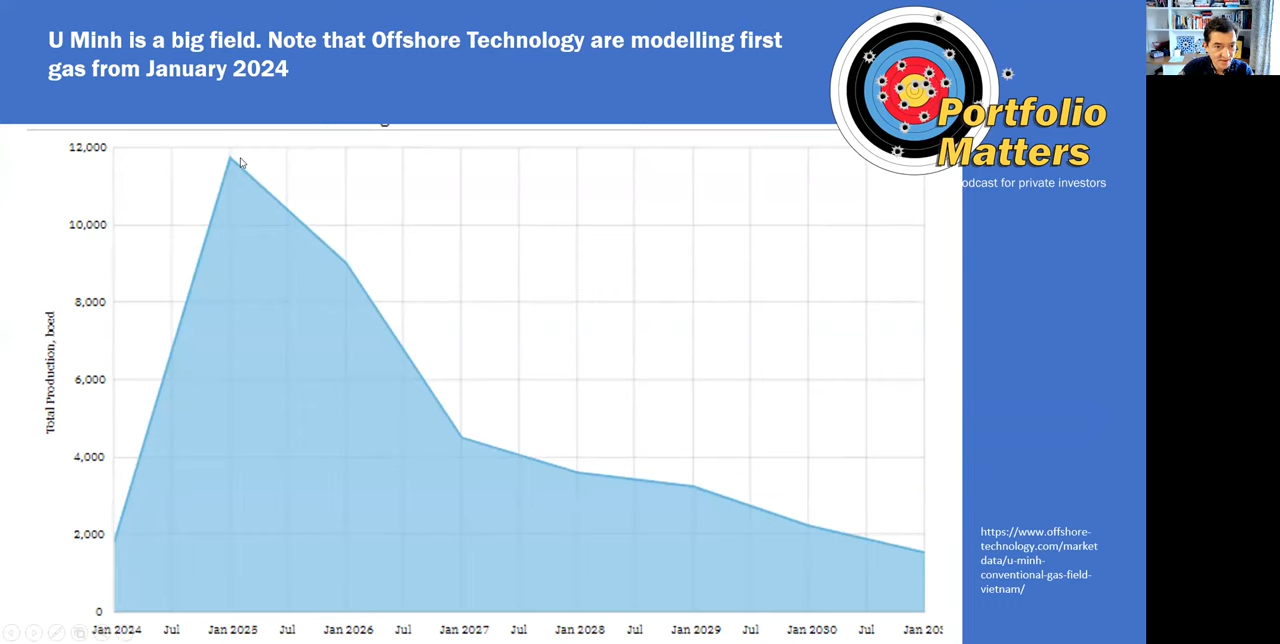 U Minh is a big field. Note that Offshore Technology are modelling first
gas from January 2024
Portfolio
Matters
odcast for private investors
12,000
10,000
8,000
6,000
4,000
2,000
0
Total Production, boed
Jan 2024 Jul Jan 2025 Jul Jan 2026 Jul Jan 2027 Jul Jan 2028 Jul Jan 2029 Jul Jan 2030 Jul Jan 20
https://www.offshore-
technology.com/market
data/u-minh-
conventional-gas-field-
vietnam/